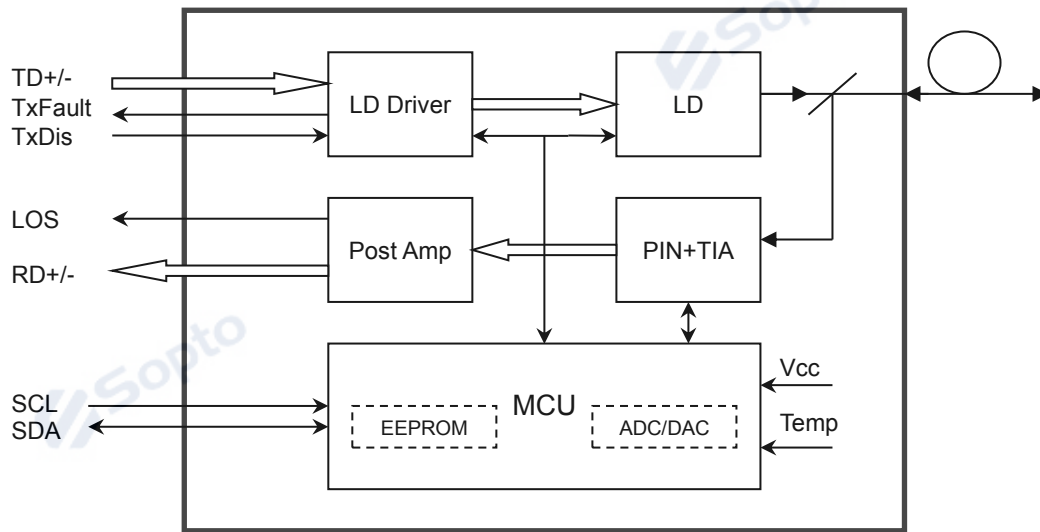 Sopto
TD+/-
TxFault
TxDis
LD Driver
LD
LOS
RD+/-
Post Amp
PIN+TIA
Sopto
SCL
SDA
MCU
EEPROM
ADC/DAC
Vcc
Temp